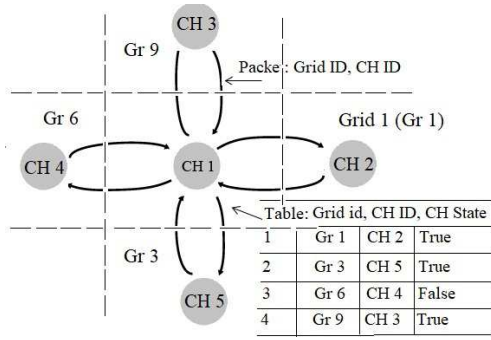 CH 3
Gr 9
Packe : Grid ID, CH ID
Gr 6
Grid 1 (Gr 1)
CH 4
CH 1
CH 2
Table: Grid id, CH ID, CH State
1 Gr 1 CH 2 True
Gr 3
2 Gr 3 CH 5 True
3 Gr 6 CH 4 False
CH 5
4 Gr 9 CH 3 True